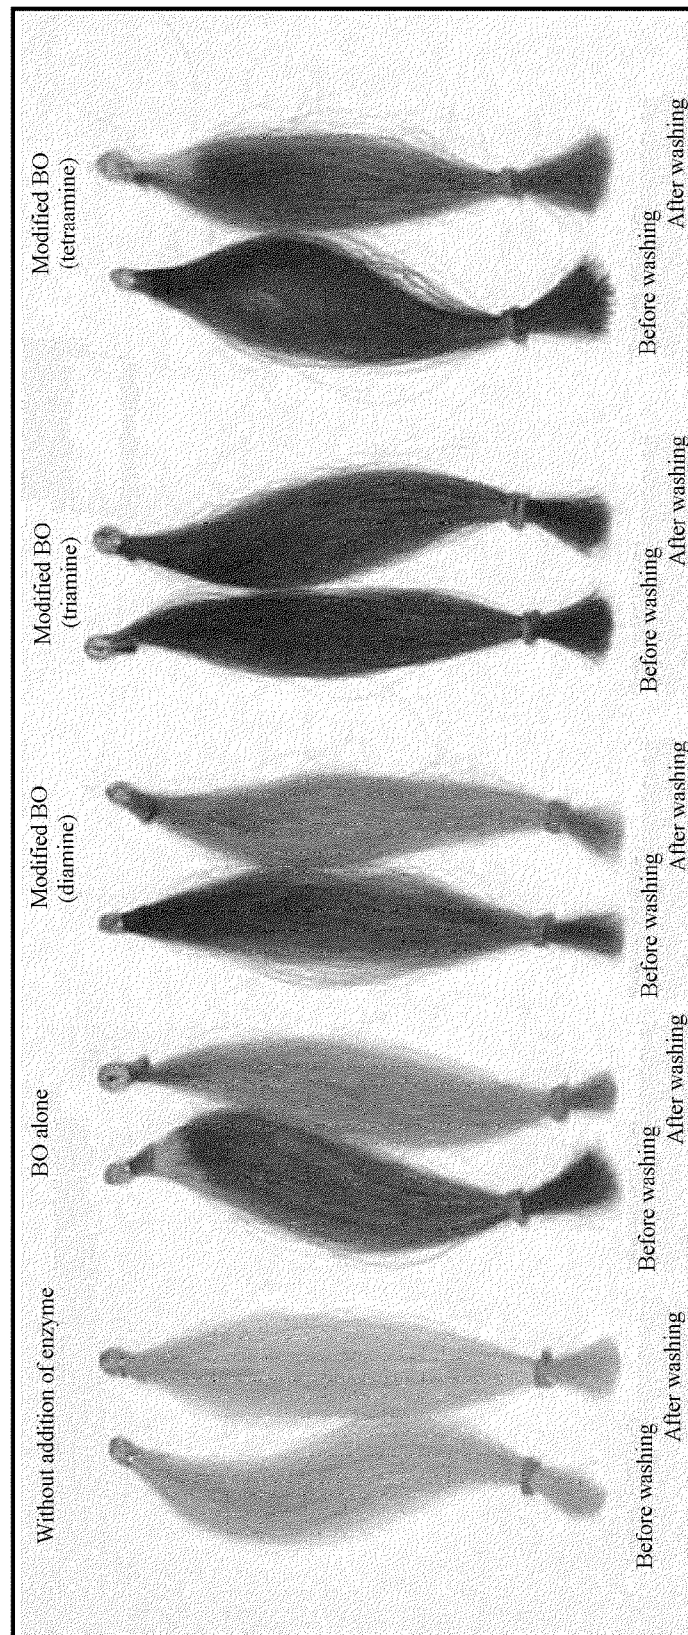 Without addition of enzyme
Before washing
After washing
BO alone
Before washing
After washing
Modified BO
(diamine)
Before washing
After washing
Modified BO
(triamine)
Before washing
After washing
Modified BO
(tetraamine)
Before washing
After washing